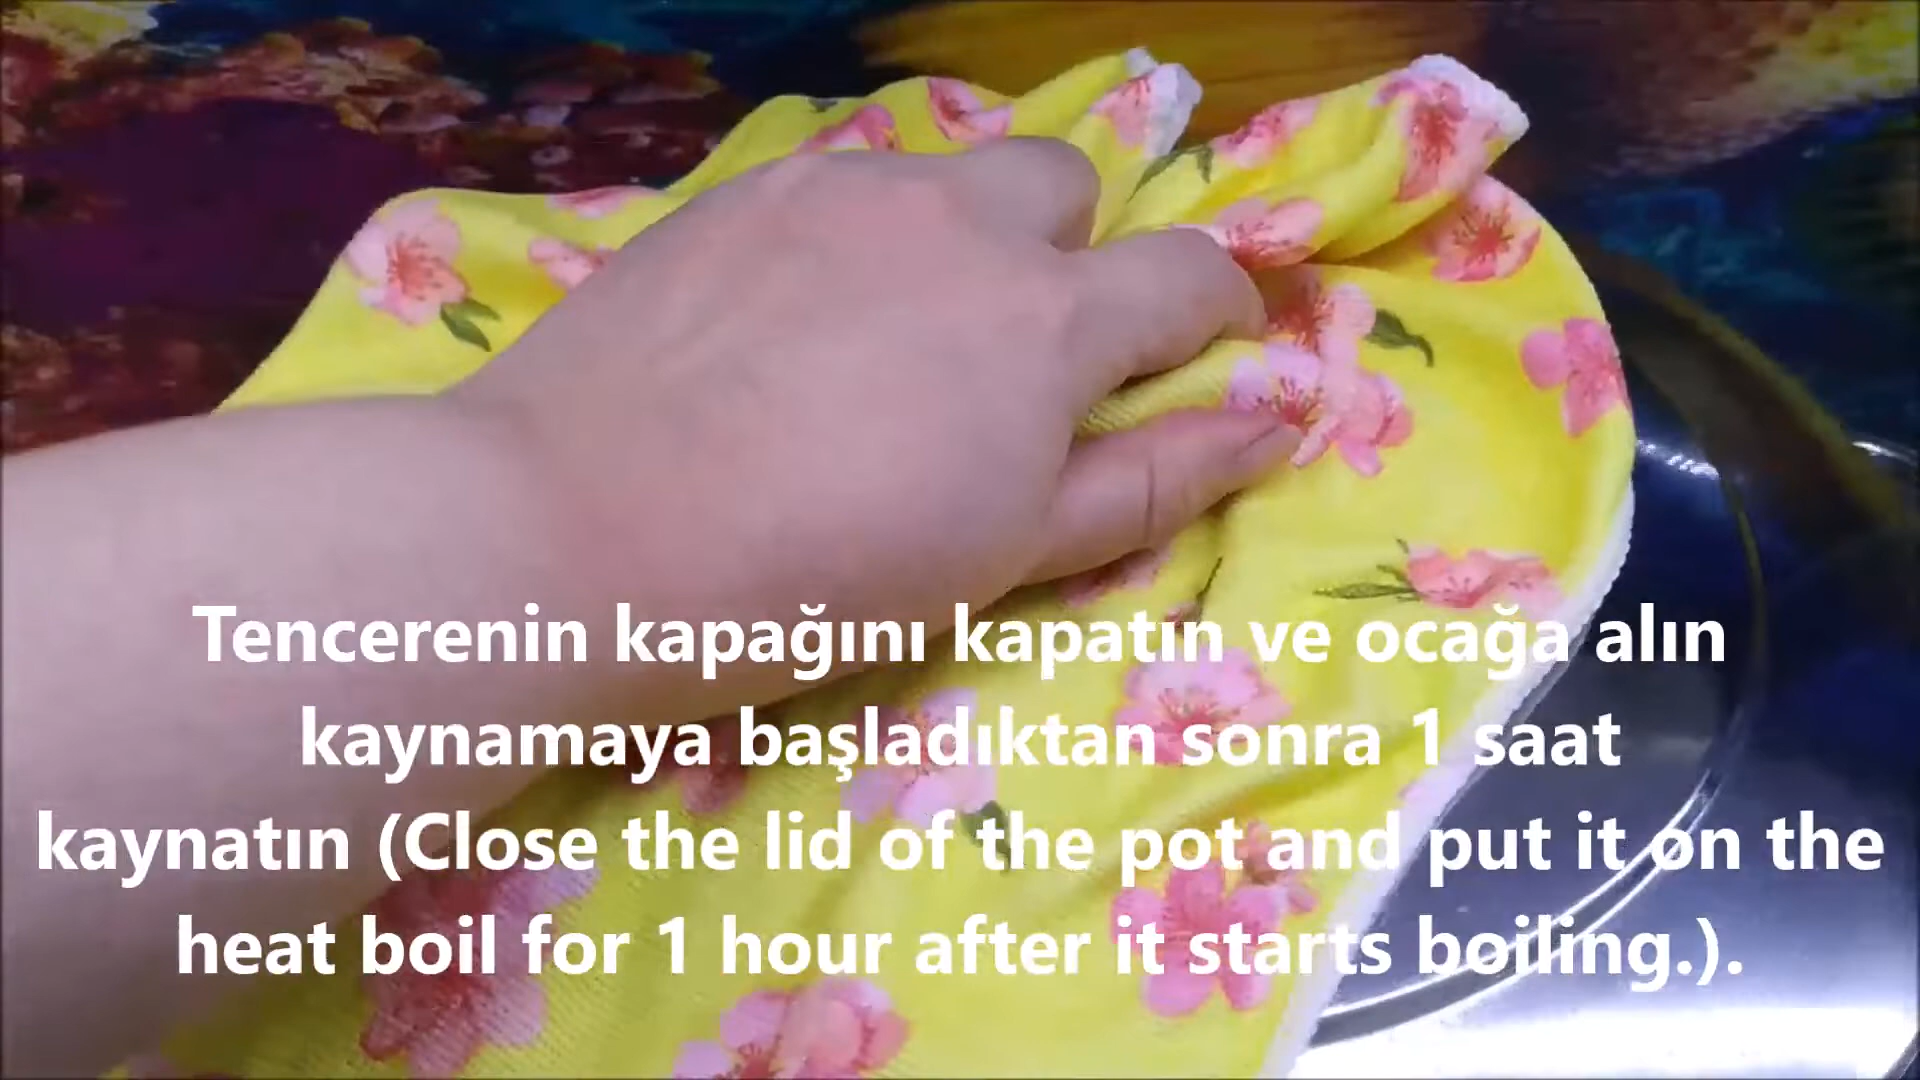 Tencerenin kapağını kapatın ve ocağa alın
kaynamaya başladıktan sonra 1 saat
kaynatın (Close the lid of the pot and put it on the
heat boil for 1 hour after it starts boiling.).